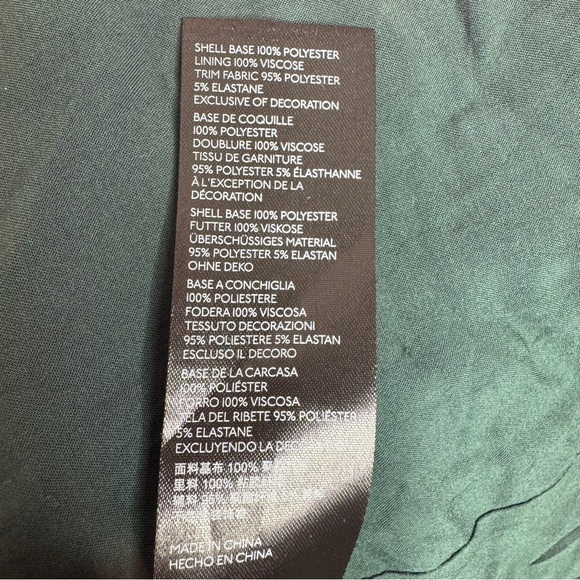 SHELL BASE 100% POLYESTER
LINING 100% VISCOSE
TRIM FABRIC 95% POLYESTER
5% ELASTANE
EXCLUSIVE OF DECORATION
BASE DE COQUILLE
100% POLYESTER
DOUBLURE 100% VISCOSE
TISSU DE GARNITURE
95% POLYESTER 5% ÉLASTHANNE
À L'EXCEPTION DE LA
DÉCORATION
SHELL BASE 100% POLYESTER
FUTTER 100% VISKOSE
ÜBERSCHÜSSIGES MATERIAL
95% POLYESTER 5% ELASTAN
OHNE DEKO
BASE A CONCHIGLIA
100% POLIESTERE
FODERA 100% VISCOSA
TESSUTO DECORAZIONI
95% POLIESTERE 5% ELASTAN
ESCLUSO IL DECORO
BASE DE LA CARCASA
100% POLIÉSTER
FORRO 100% VISCOSA
TELA DEL RIBETE 95% POLIÉSTER
5% ELASTANE
EXCLUYENDO LA
面料基布 100%
里料 100%
辅料 95%
MADE IN CHINA
HECHO EN CHINA